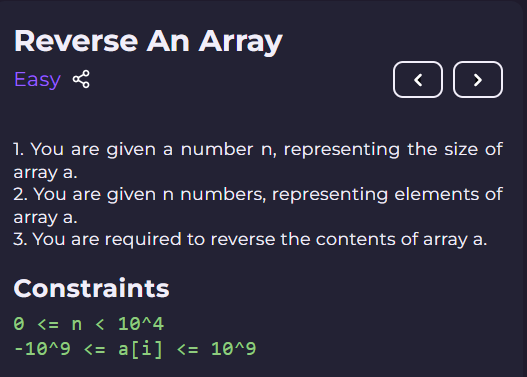 Reverse An Array
Easy
1. You are given a number n, representing the size of
array a.
2. You are given n numbers, representing elements of
array a.
3. You are required to reverse the contents of array a.
Constraints
0 <= n < 10^4
-10^9 <= a[i] <= 10^9